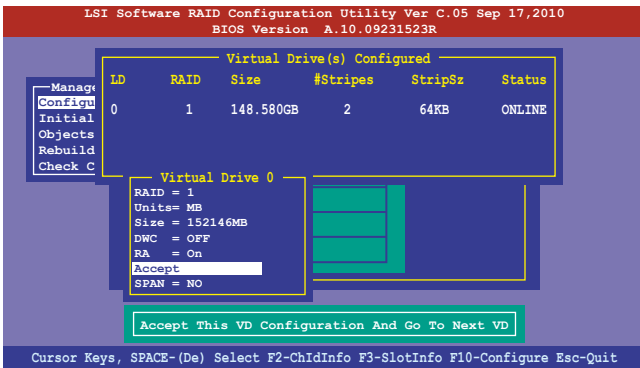 LSI Software RAID Configuration Utility Ver C.05 Sep 17,2010
BIOS Version A.10.09231523R
Virtual Drive(s) Configured
LD RAID Size #Stripes StripSz Status
0 1 148.580GB 2 64KB ONLINE
Manage
Configu
Initial
Objects
Rebuild
Check C
Virtual Drive 0
RAID = 1
Units= MB
Size = 152146MB
DWC = OFF
RA = On
Accept
SPAN = NO
Accept This VD Configuration And Go To Next VD
Cursor Keys, SPACE-(De) Select F2-ChIdInfo F3-SlotInfo F10-Configure Esc-Quit